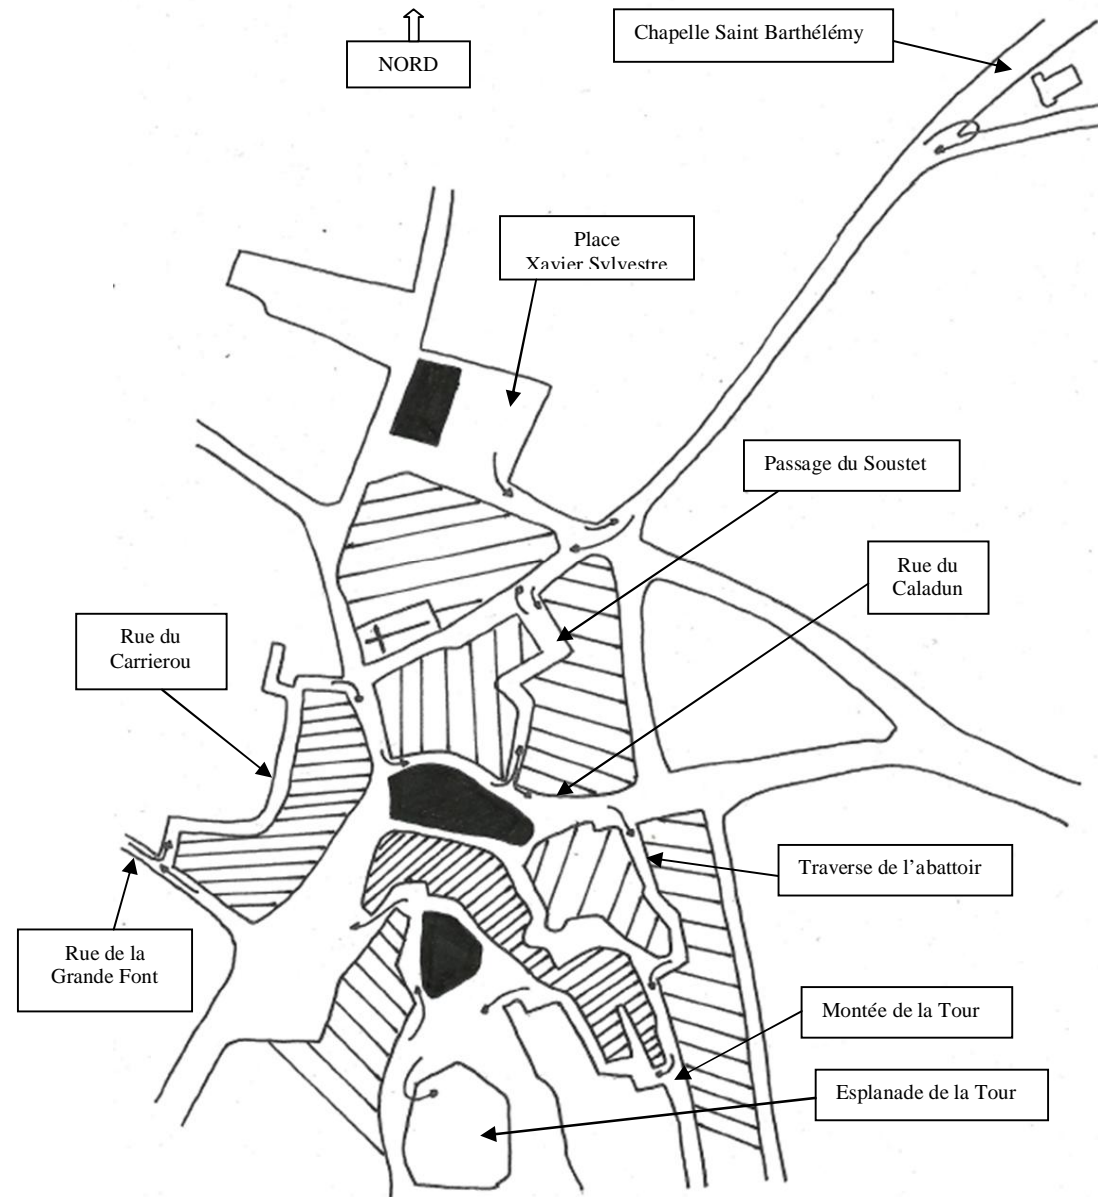 NORD
Chapelle Saint Barthélémy
Place
Xavier Sylvestre
Passage du Soustet
Rue du
Caladun
Rue du
Carrierou
Traverse de l'abattoir
Rue de la
Grande Font
Montée de la Tour
Esplanade de la Tour